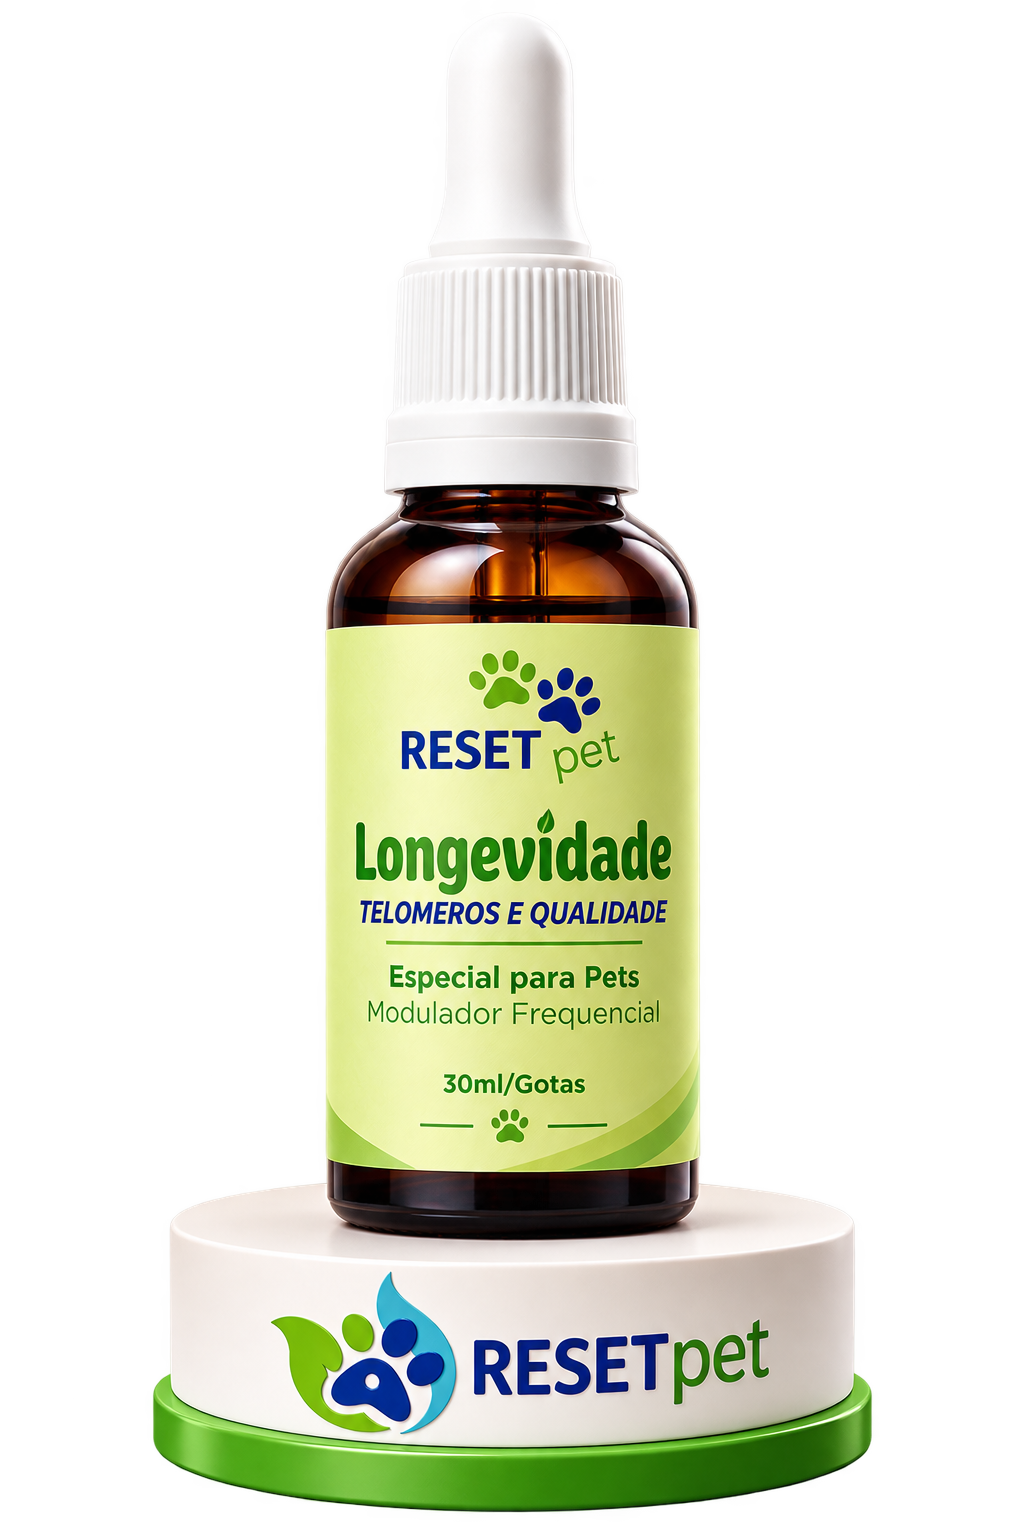 RESET pet
Longevidade
TELOMEROS E QUALIDADE
Especial para Pets
Modulador Frequencial
30ml/Gotas
RESETpet